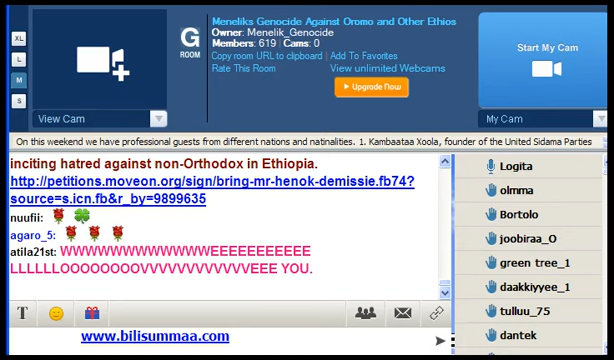 XL
L
M
S
View Cam
G
ROOM
Meneliks Genocide Against Oromo and Other Ethios
Owner: Menelik_Genocide
Members: 619 | Cams: 0
Copy room URL to clipboard | Add To Favorites
Rate This Room View unlimited Webcams
Upgrade Now
Start My Cam
My Cam
On this weekend we have professional guests from different nations and natinalities. 1. Kambaataa Xoola, founder of the United Sidama Parties
inciting hatred against non-Orthodox in Ethiopia.
http://petitions.moveon.org/sign/bring-mr-henok-demissie.fb74?
source=s.icn.fb&r_by=9899635
nuufii:
agaro_5:
atila21st: WWWWWWWWWWWWEEEEEEEEEEE
LLLLLLOOOOOOOOVVVVVVVVVVVVEEE YOU.
T
www.bilisummaa.com
Logita
olmma
Bortolo
joobiraa_O
green tree_1
daakkiyyee_1
tulluu_75
dantek